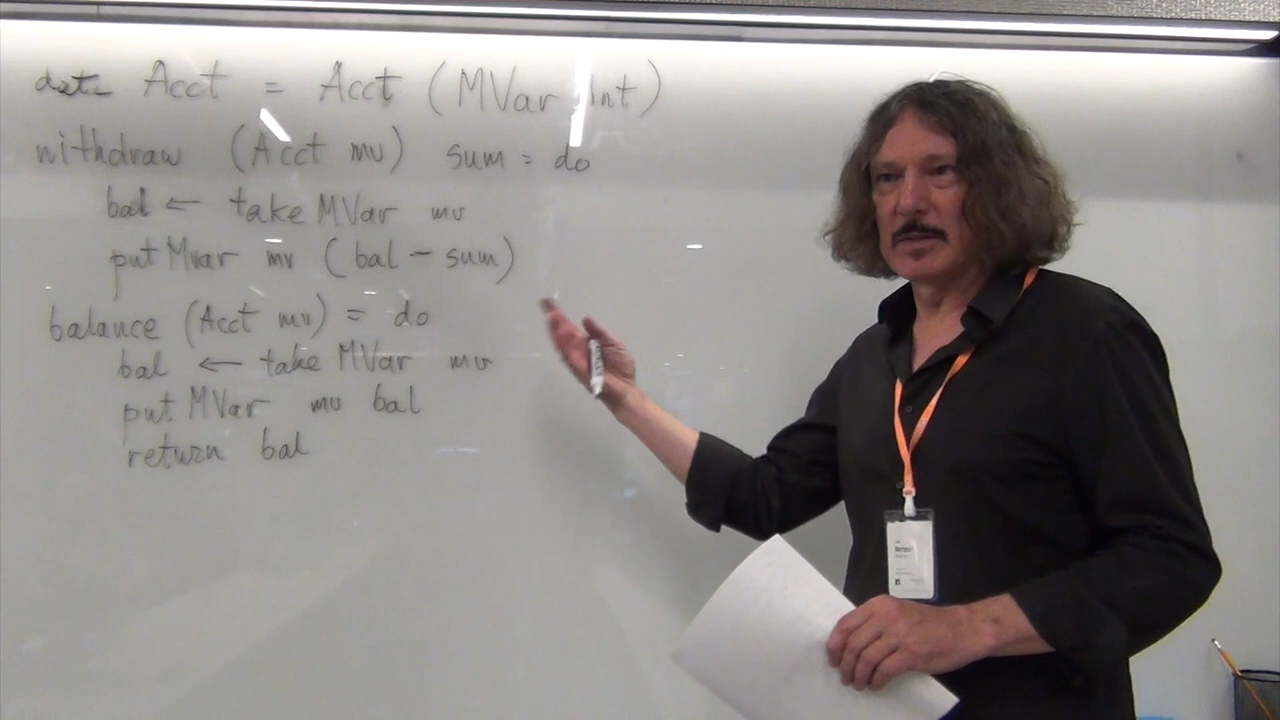 data Acct = Acct (MVar Int)
withdraw (Acct mv) sum = do
bal ← takeMVar mv
putMvar mv (bal - sum)
balance (Acct mv) = do
bal ← takeMVar mv
putMVar mv bal
return bal